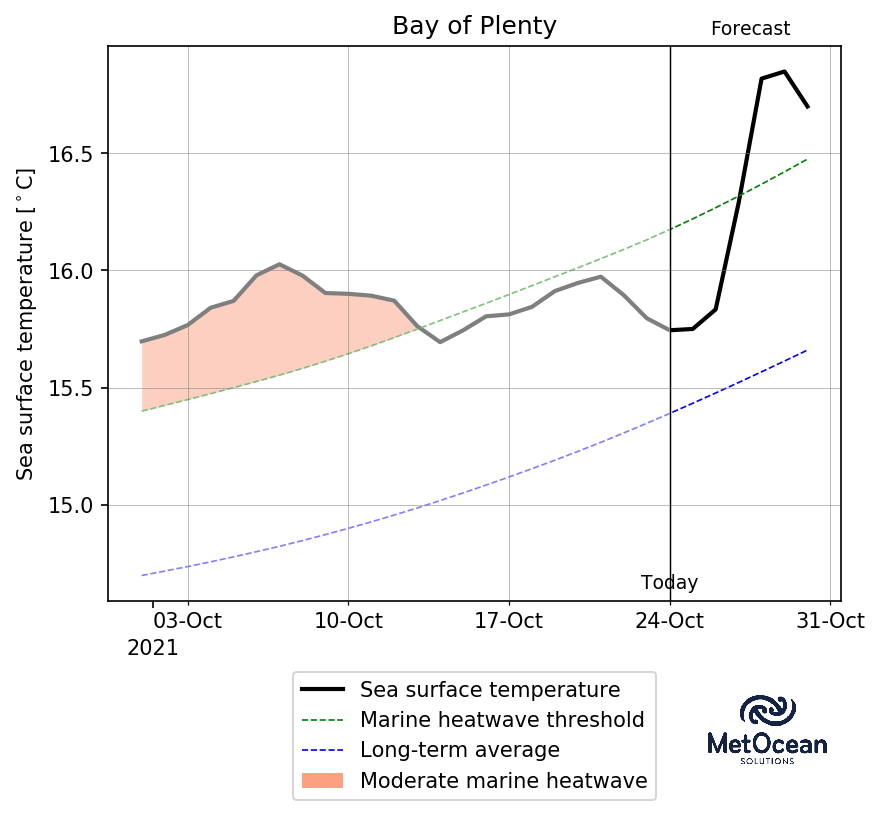 Bay of Plenty
Forecast
Sea surface temperature [°C]
16.5
16.0
15.5
15.0
Today
03-Oct 10-Oct 17-Oct 24-Oct 31-Oct
2021
Sea surface temperature
Marine heatwave threshold
Long-term average
Moderate marine heatwave
MetOcean
SOLUTIONS